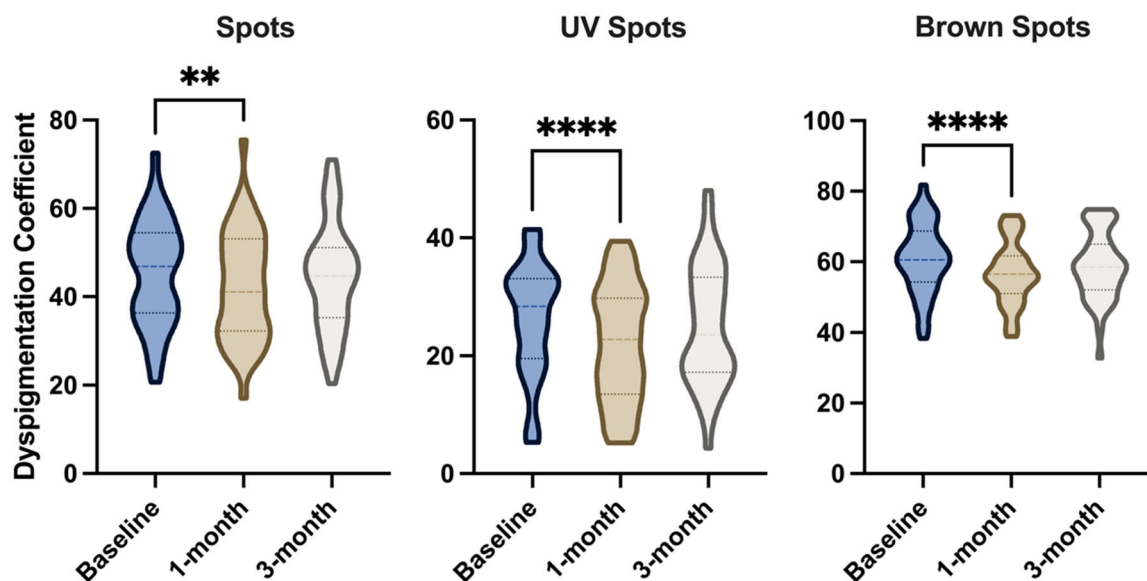 Spots
UV Spots
Brown Spots
**
****
****
Dyspigmentation Coefficient
80
60
40
20
0
Baseline
1-month
3-month
60
40
20
0
Baseline
1-month
3-month
100
80
60
40
20
0
Baseline
1-month
3-month